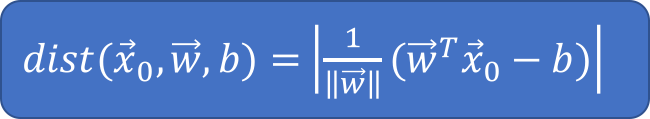 dist(x⃗₀, w⃗, b) = |1/‖w⃗‖ (w⃗ᵀx⃗₀ − b)|